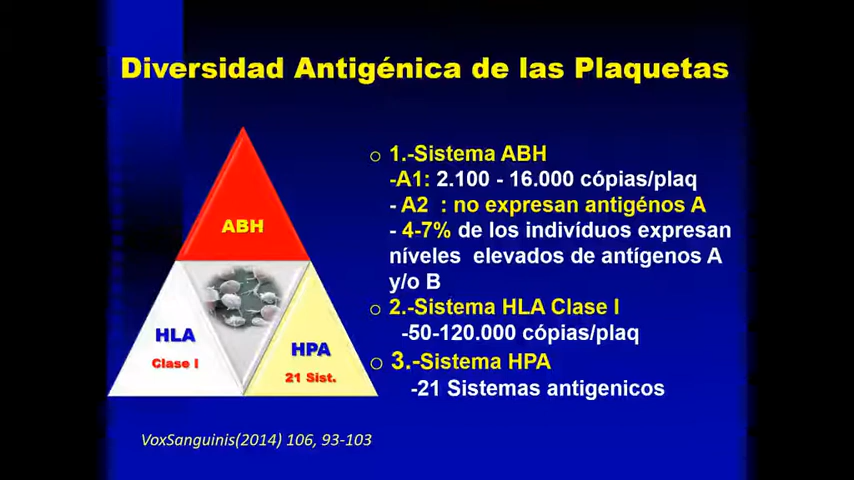 Diversidad Antigénica de las Plaquetas
ABH
HLA
Clase I
HPA
21 Sist.
o 1.-Sistema ABH
-A1: 2.100 - 16.000 cópias/plaq
- A2 : no expresan antigénos A
- 4-7% de los indivíduos expresan
níveles elevados de antígenos A
y/o B
o 2.-Sistema HLA Clase I
-50-120.000 cópias/plaq
o 3.-Sistema HPA
-21 Sistemas antigenicos
VoxSanguinis(2014) 106, 93-103